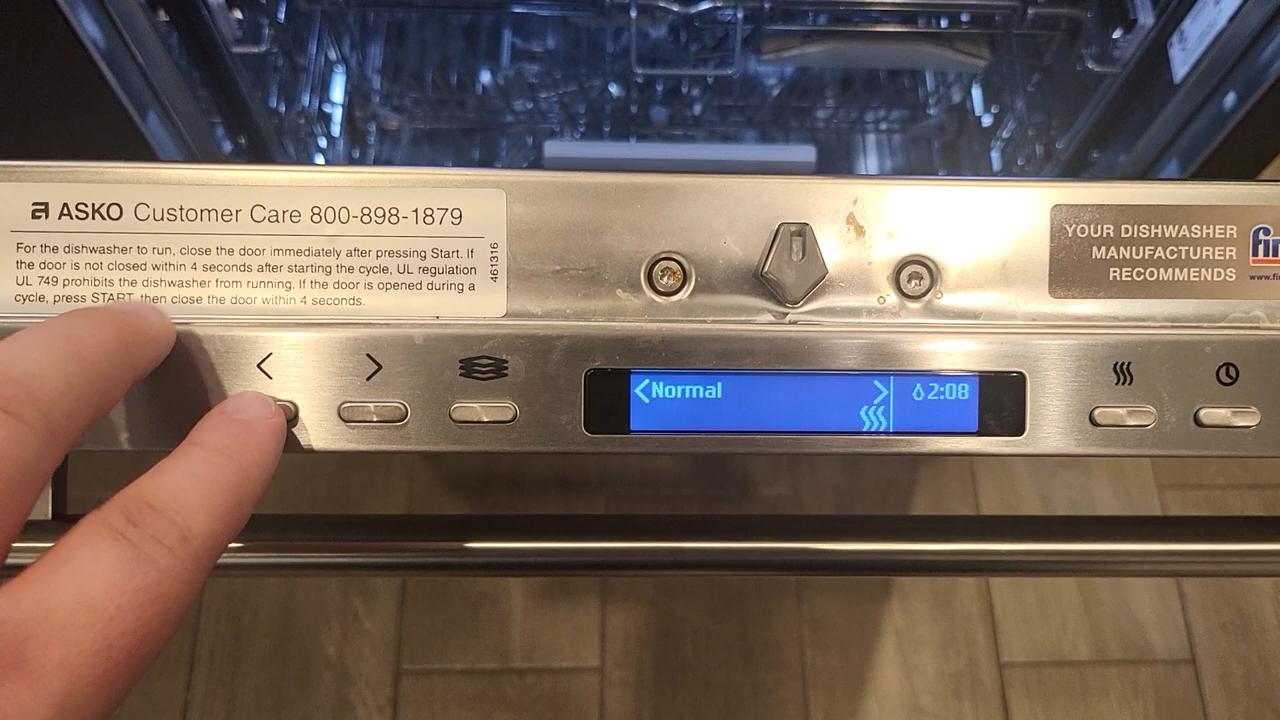 ASKO Customer Care 800-898-1879
For the dishwasher to run, close the door immediately after pressing Start. If
the door is not closed within 4 seconds after starting the cycle, UL regulation
UL 749 prohibits the dishwasher from running. If the door is opened during a
cycle, press START then close the door within 4 seconds.
461316
YOUR DISHWASHER
MANUFACTURER
RECOMMENDS
Normal
2:08